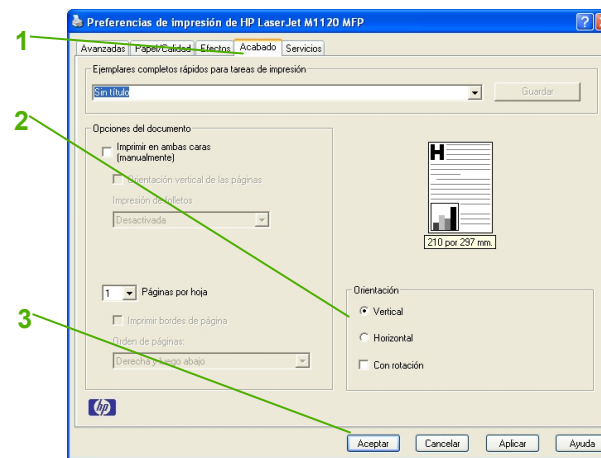 Preferencias de impresión de HP LaserJet M1120 MFP
1
Avanzadas Papel/Calidad Efectos Acabado Servicios
Ejemplares completos rápidos para tareas de impresión
Sin título
Guardar
2
Opciones del documento
Imprimir en ambas caras
(manualmente)
Orientación vertical de las páginas
Impresión de folletos
Desactivada
H
210 por 297 mm.
1 Páginas por hoja
Imprimir bordes de página
Orden de páginas:
Derecha y luego abajo
Orientación
Vertical
Horizontal
Con rotación
3
hp
Aceptar Cancelar Aplicar Ayuda